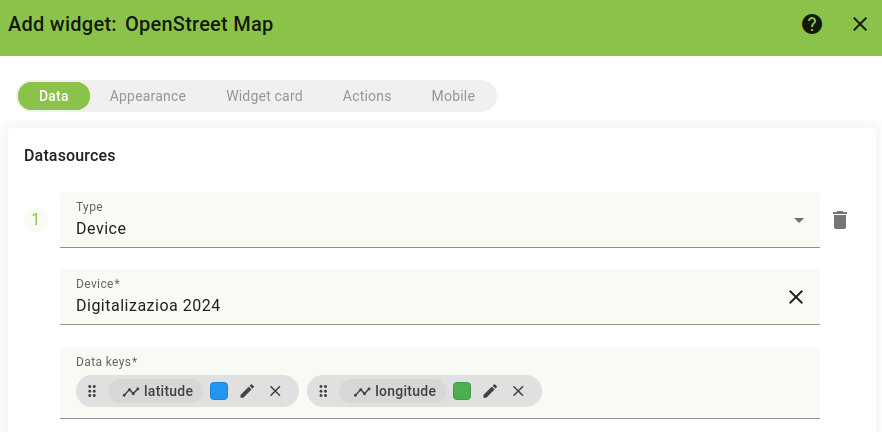 Add widget: OpenStreet Map
Data Appearance Widget card Actions Mobile
Datasources
1
Type
Device
Device*
Digitalizazioa 2024
Data keys*
latitude longitude